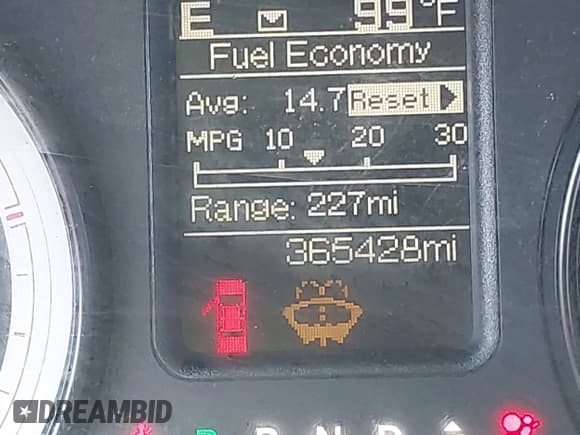 E 99°F
Fuel Economy
Avg: 14.7 Reset
MPG 10 20 30
Range: 227mi
365428mi
P R N D
DREAMBID